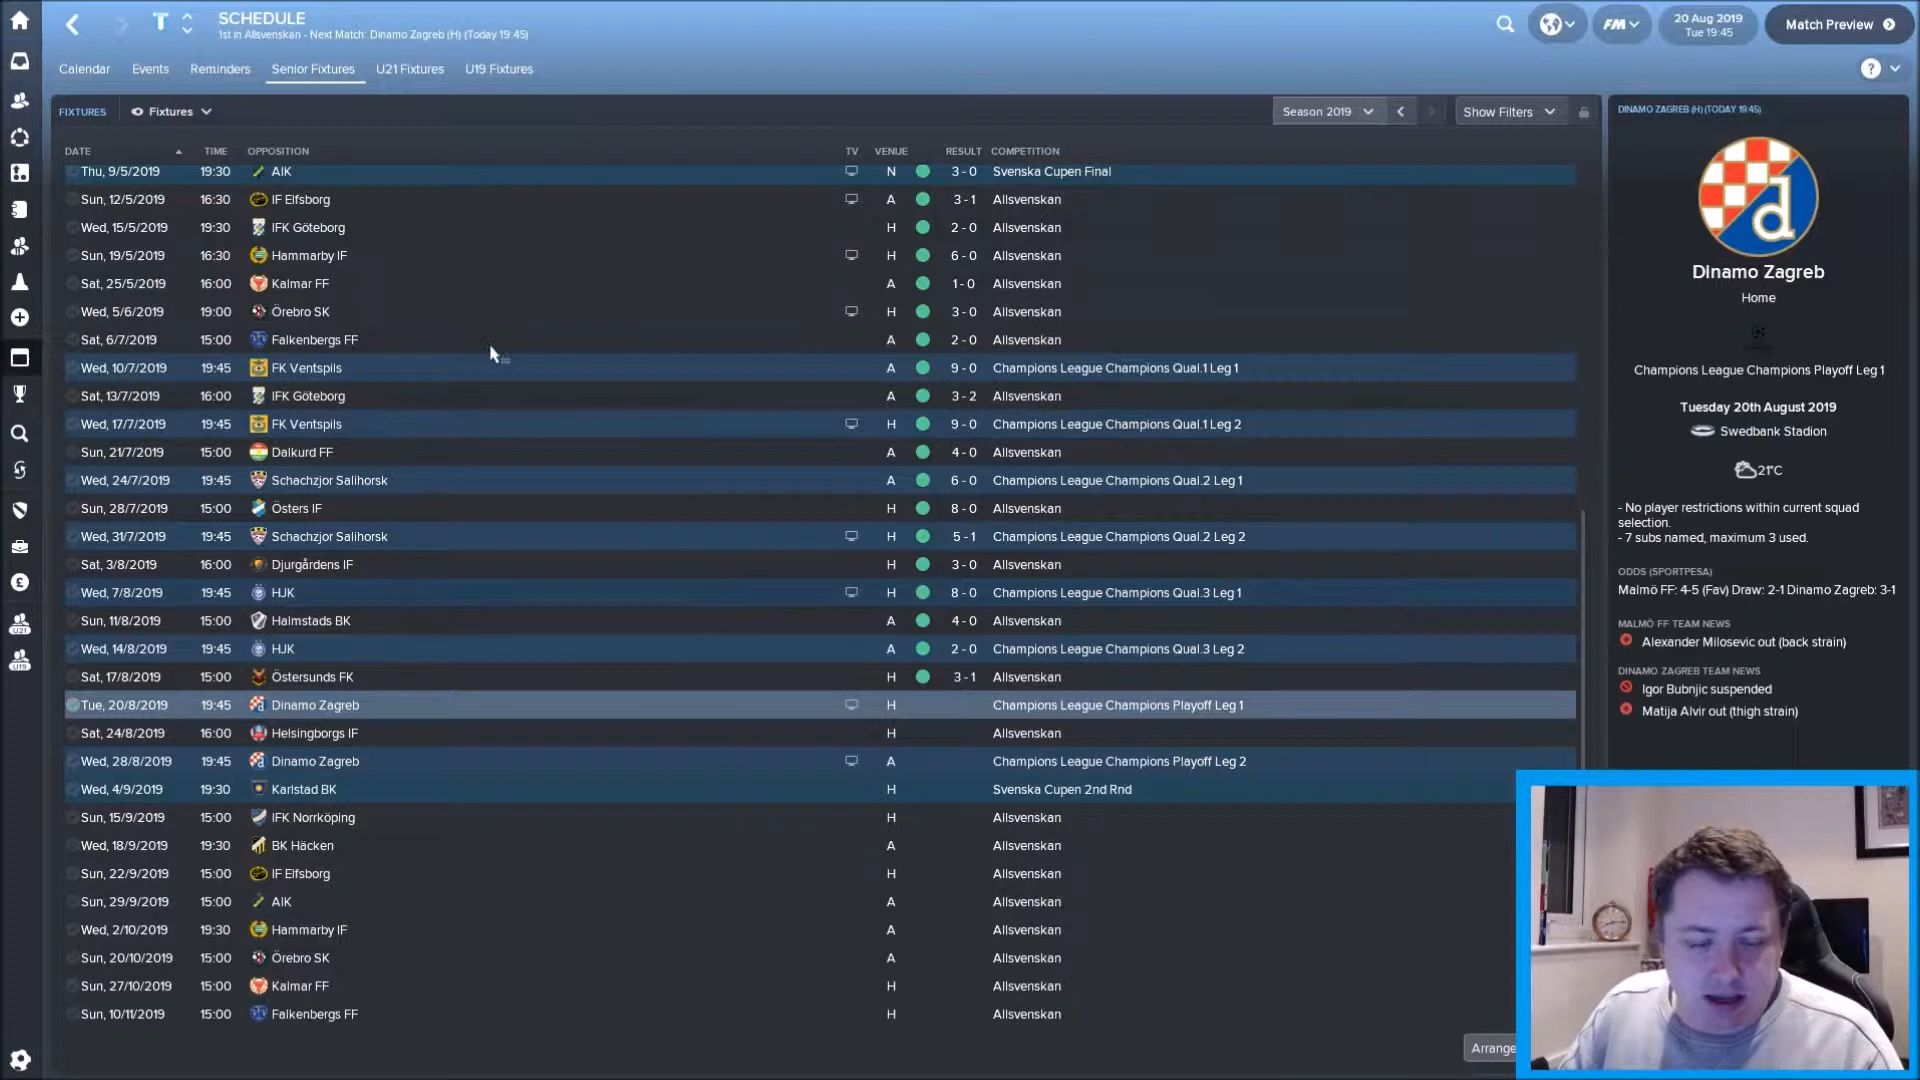 SCHEDULE
1st in Allsvenskan - Next Match: Dinamo Zagreb (H) (Today 19:45)
FM
20 Aug 2019
Tue 19:45
Match Preview
Calendar Events Reminders Senior Fixtures U21 Fixtures U19 Fixtures
?
FIXTURES Fixtures
Season 2019 Show Filters
DATE TIME OPPOSITION TV VENUE RESULT COMPETITION
Thu, 9/5/2019 19:30 AIK N 3 - 0 Svenska Cupen Final
Sun, 12/5/2019 16:30 IF Elfsborg A 3 - 1 Allsvenskan
Wed, 15/5/2019 19:30 IFK Göteborg H 2 - 0 Allsvenskan
Sun, 19/5/2019 16:30 Hammarby IF H 6 - 0 Allsvenskan
Sat, 25/5/2019 16:00 Kalmar FF A 1 - 0 Allsvenskan
Wed, 5/6/2019 19:00 Örebro SK H 3 - 0 Allsvenskan
Sat, 6/7/2019 15:00 Falkenbergs FF A 2 - 0 Allsvenskan
Wed, 10/7/2019 19:45 FK Ventspils A 9 - 0 Champions League Champions Qual.1 Leg 1
Sat, 13/7/2019 16:00 IFK Göteborg A 3 - 2 Allsvenskan
Wed, 17/7/2019 19:45 FK Ventspils H 9 - 0 Champions League Champions Qual.1 Leg 2
Sun, 21/7/2019 15:00 Dalkurd FF A 4 - 0 Allsvenskan
Wed, 24/7/2019 19:45 Schachzjor Salihorsk A 6 - 0 Champions League Champions Qual.2 Leg 1
Sun, 28/7/2019 15:00 Östers IF H 8 - 0 Allsvenskan
Wed, 31/7/2019 19:45 Schachzjor Salihorsk H 5 - 1 Champions League Champions Qual.2 Leg 2
Sat, 3/8/2019 16:00 Djurgårdens IF H 3 - 0 Allsvenskan
Wed, 7/8/2019 19:45 HJK H 8 - 0 Champions League Champions Qual.3 Leg 1
Sun, 11/8/2019 15:00 Halmstads BK A 4 - 0 Allsvenskan
Wed, 14/8/2019 19:45 HJK A 2 - 0 Champions League Champions Qual.3 Leg 2
Sat, 17/8/2019 15:00 Östersunds FK H 3 - 1 Allsvenskan
Tue, 20/8/2019 19:45 Dinamo Zagreb H Champions League Champions Playoff Leg 1
Sat, 24/8/2019 16:00 Helsingborgs IF H Allsvenskan
Wed, 28/8/2019 19:45 Dinamo Zagreb A Champions League Champions Playoff Leg 2
Wed, 4/9/2019 19:30 Karlstad BK H Svenska Cupen 2nd Rnd
Sun, 15/9/2019 15:00 IFK Norrköping H Allsvenskan
Wed, 18/9/2019 19:30 BK Häcken A Allsvenskan
Sun, 22/9/2019 15:00 IF Elfsborg H Allsvenskan
Sun, 29/9/2019 15:00 AIK A Allsvenskan
Wed, 2/10/2019 19:30 Hammarby IF A Allsvenskan
Sun, 20/10/2019 15:00 Örebro SK A Allsvenskan
Sun, 27/10/2019 15:00 Kalmar FF H Allsvenskan
Sun, 10/11/2019 15:00 Falkenbergs FF H Allsvenskan
Arrange
U21
U19
DINAMO ZAGREB (H) (TODAY 19:45)
d
Dinamo Zagreb
Home
Champions League Champions Playoff Leg 1
Tuesday 20th August 2019
Swedbank Stadion
21°C
- No player restrictions within current squad
selection.
- 7 subs named, maximum 3 used.
ODDS (SPORTPESA)
Malmö FF: 4-5 (Fav) Draw: 2-1 Dinamo Zagreb: 3-1
MALMÖ FF TEAM NEWS
Alexander Milosevic out (back strain)
DINAMO ZAGREB TEAM NEWS
Igor Bubnjic suspended
Matija Alvir out (thigh strain)